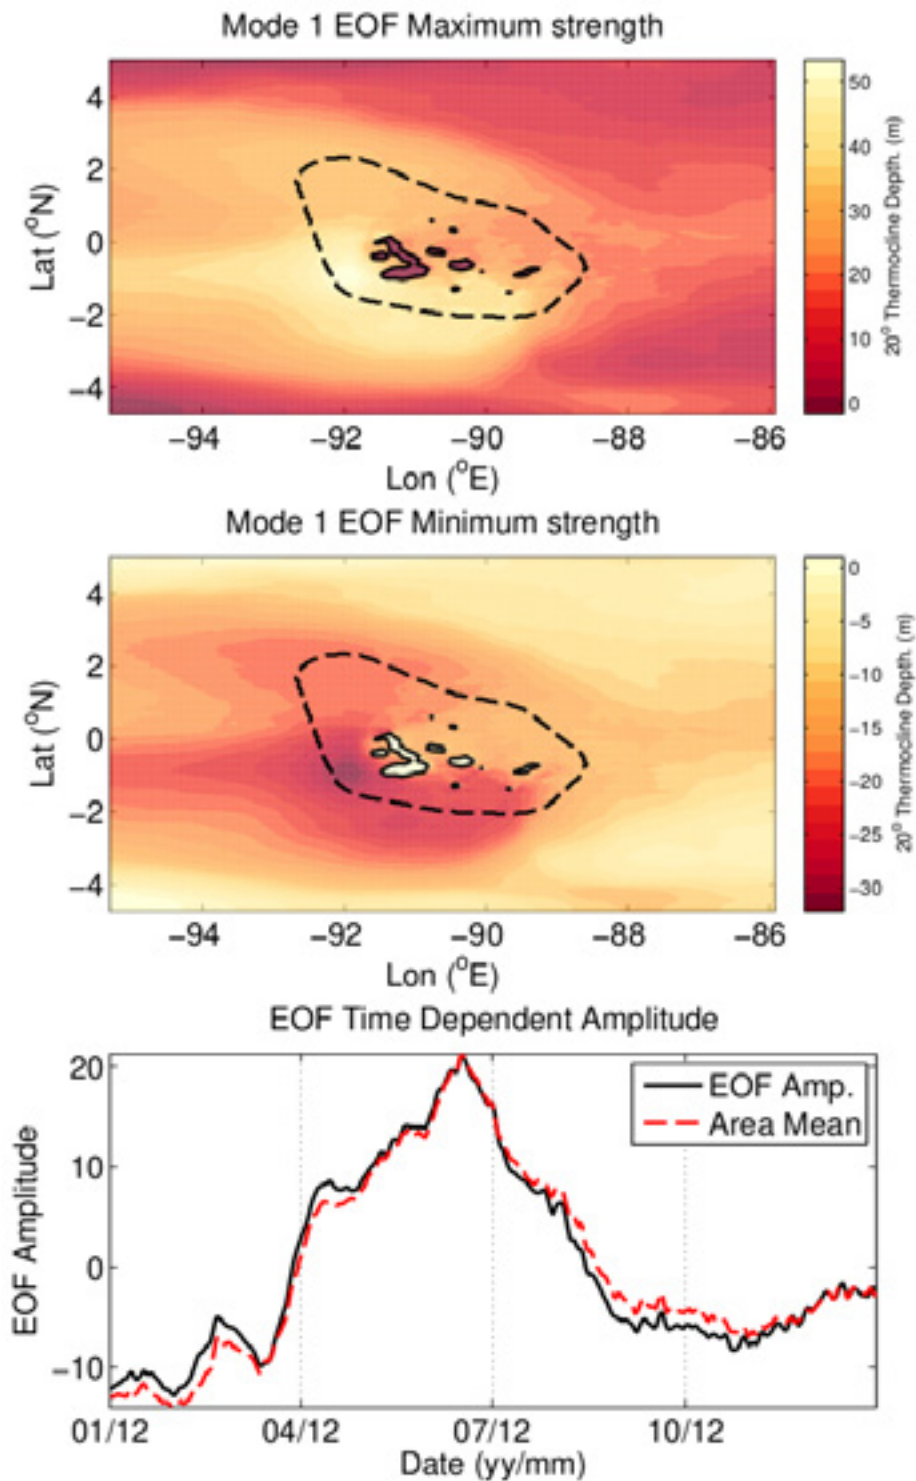 Mode 1 EOF Maximum strength
4
2
0
−2
−4
Lat (°N)
−94 −92 −90 −88 −86
Lon (°E)
50
40
30
20
10
0
20° Thermocline Depth. (m)
Mode 1 EOF Minimum strength
4
2
0
−2
−4
Lat (°N)
−94 −92 −90 −88 −86
Lon (°E)
0
−5
−10
−15
−20
−25
−30
20° Thermocline Depth. (m)
EOF Time Dependent Amplitude
20
10
0
−10
EOF Amplitude
EOF Amp.
Area Mean
01/12 04/12 07/12 10/12
Date (yy/mm)